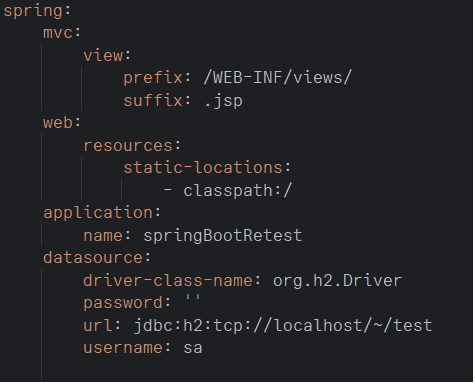 spring:
mvc:
view:
prefix: /WEB-INF/views/
suffix: .jsp
web:
resources:
static-locations:
- classpath:/
application:
name: springBootRetest
datasource:
driver-class-name: org.h2.Driver
password: ''
url: jdbc:h2:tcp://localhost/~/test
username: sa